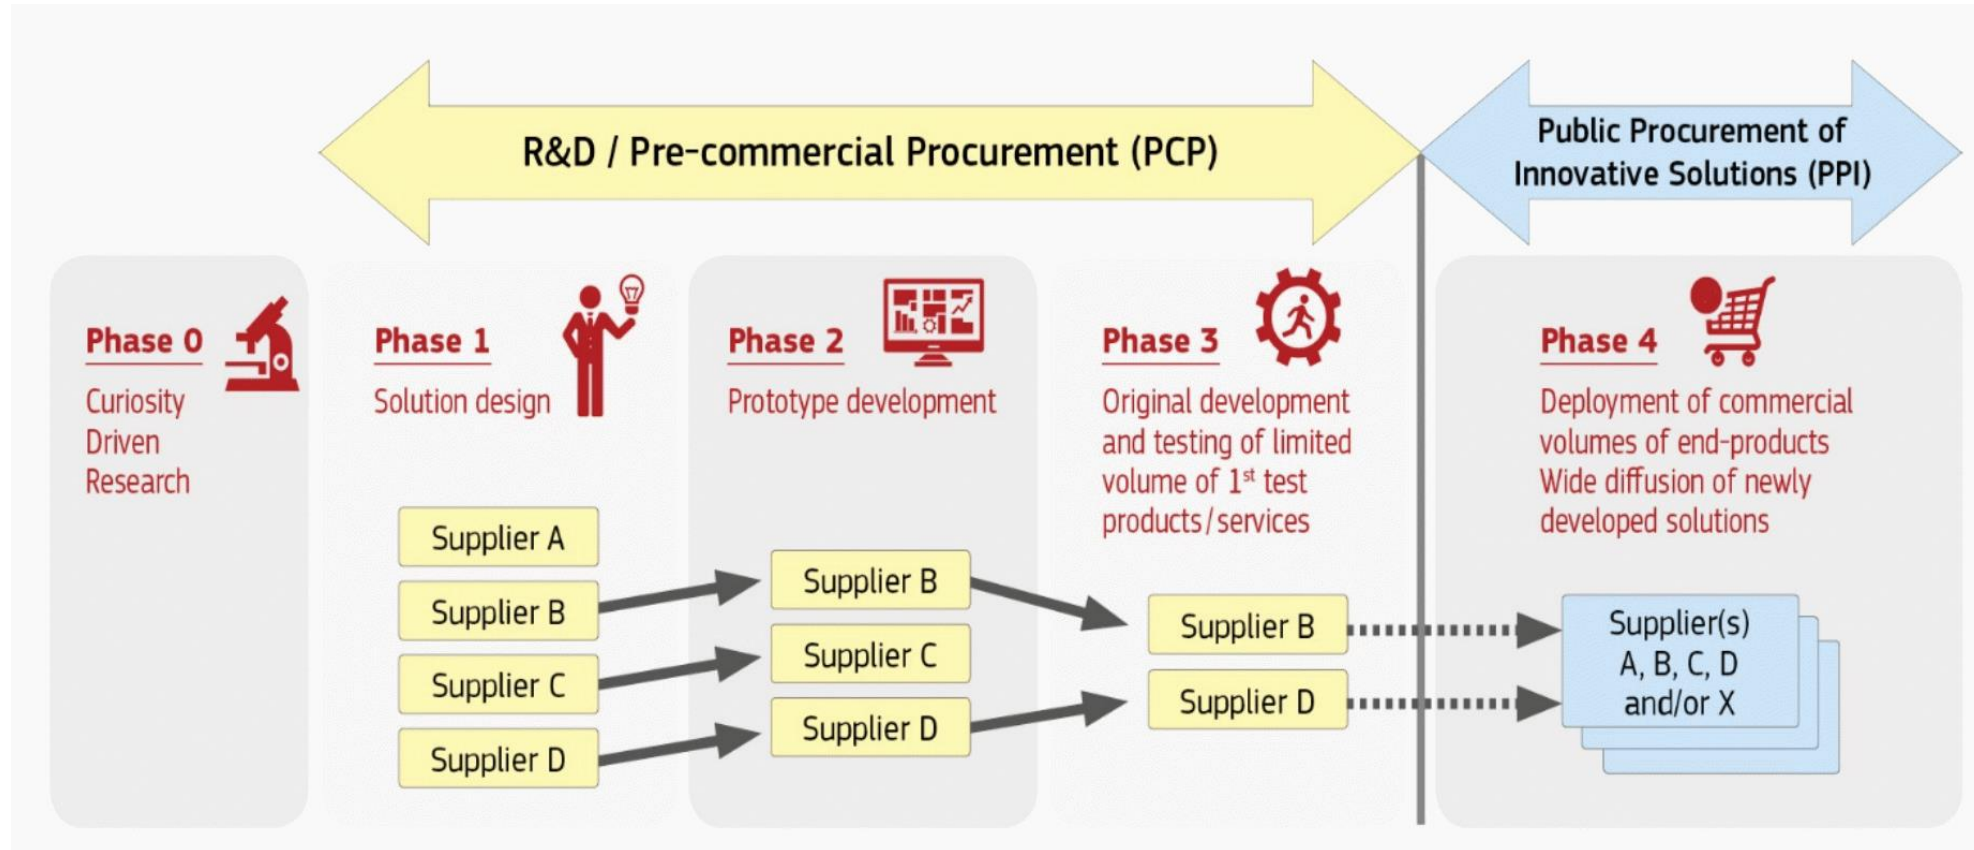 R&D / Pre-commercial Procurement (PCP)
Public Procurement of
Innovative Solutions (PPI)
Phase 0
Curiosity
Driven
Research
Phase 1
Solution design
Supplier A
Supplier B
Supplier C
Supplier D
Phase 2
Prototype development
Supplier B
Supplier C
Supplier D
Phase 3
Original development
and testing of limited
volume of 1st test
products/services
Supplier B
Supplier D
Phase 4
Deployment of commercial
volumes of end-products
Wide diffusion of newly
developed solutions
Supplier(s)
A, B, C, D
and/or X